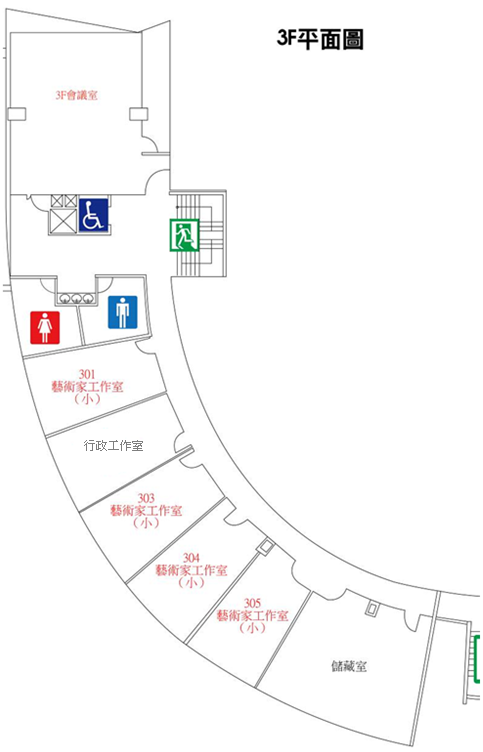 3F平面圖
3F會議室
301
藝術家工作室
（小）
行政工作室
303
藝術家工作室
（小）
304
藝術家工作室
（小）
305
藝術家工作室
（小）
儲藏室